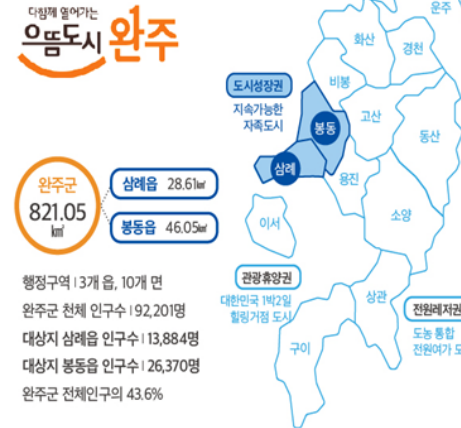 다함께 열어가는
으뜸도시 완주
운주
화산
경천
비봉
도시성장권
지속가능한
자족도시
고산
봉동
동산
삼례
용진
완주군
821.05
㎢
삼례읍 28.61㎢
봉동읍 46.05㎢
이서
소양
행정구역 | 3개 읍, 10개 면
완주군 천체 인구수 | 92,201명
대상지 삼례읍 인구수 | 13,884명
대상지 봉동읍 인구수 | 26,370명
완주군 전체인구의 43.6%
관광휴양권
대한민국 1박2일
힐링거점 도시
상관
구이
전원레저권
도농 통합
전원여가 도